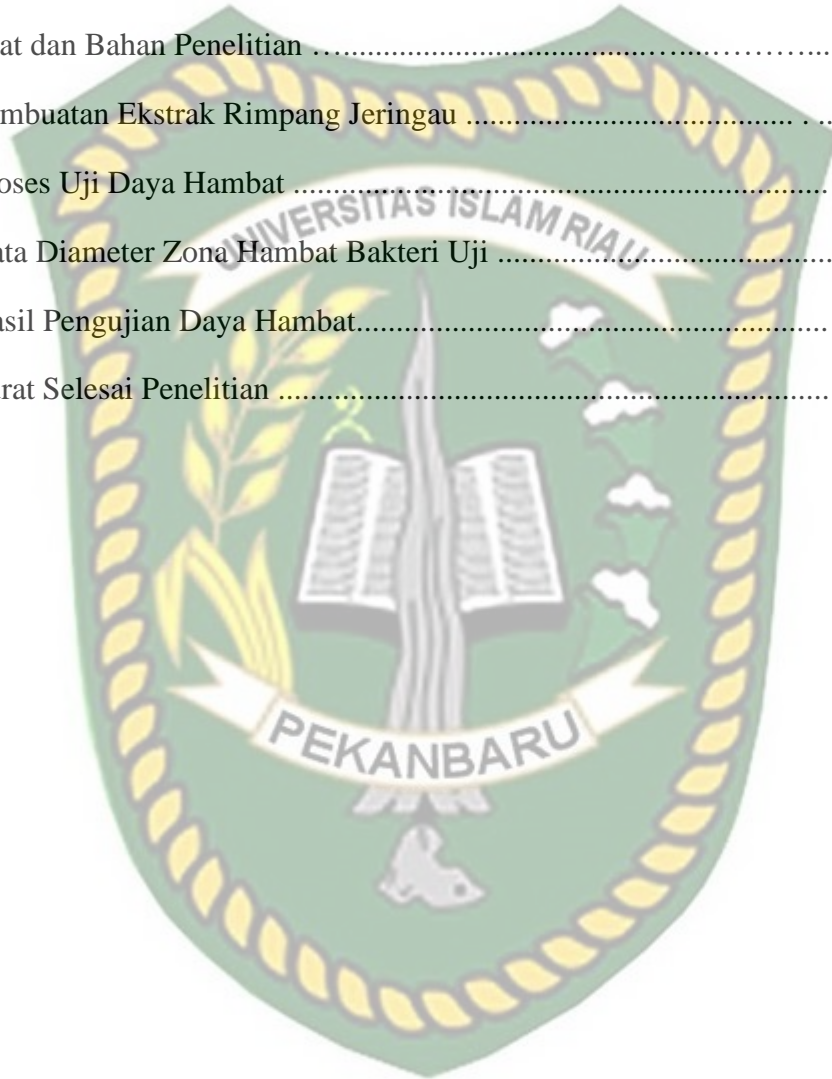 at dan Bahan Penelitian ..............................................................
mbuatan Ekstrak Rimpang Jeringau ......................................... . ..
oses Uji Daya Hambat ...................................................................
UNIVERSITAS ISLAM RIAU
ata Diameter Zona Hambat Bakteri Uji ..........................................
asil Pengujian Daya Hambat...........................................................
rat Selesai Penelitian .....................................................................
PEKANBARU